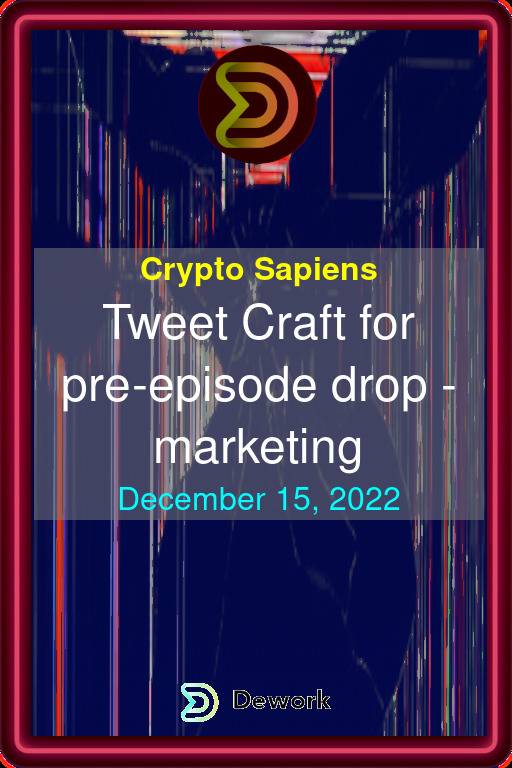 Crypto Sapiens
Tweet Craft for
pre-episode drop -
marketing
December 15, 2022
Dework